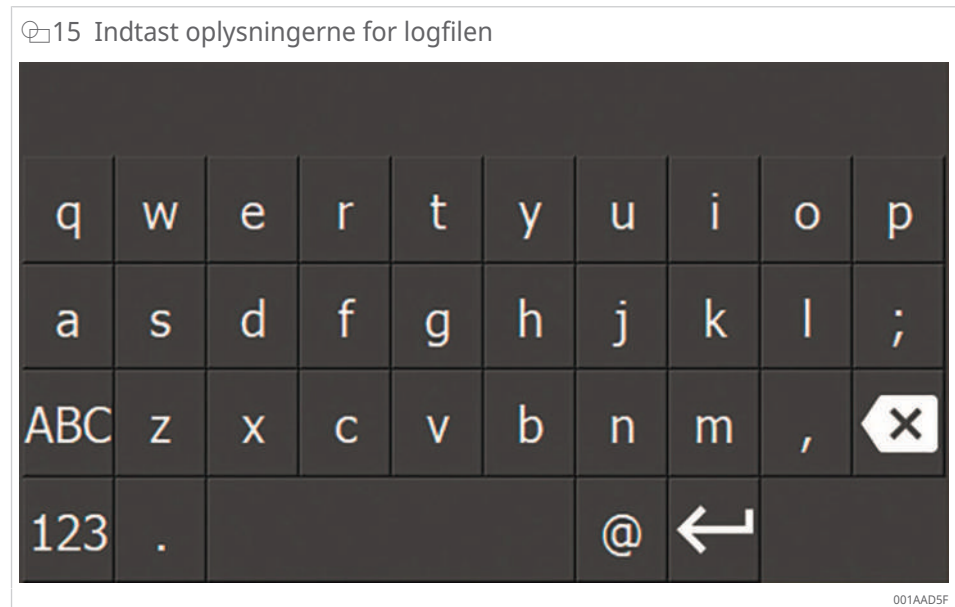 15 Indtast oplysningerne for logfilen
q w e r t y u i o p
a s d f g h j k l ;
ABC z x c v b n m ,
123 . @
001AAD5F